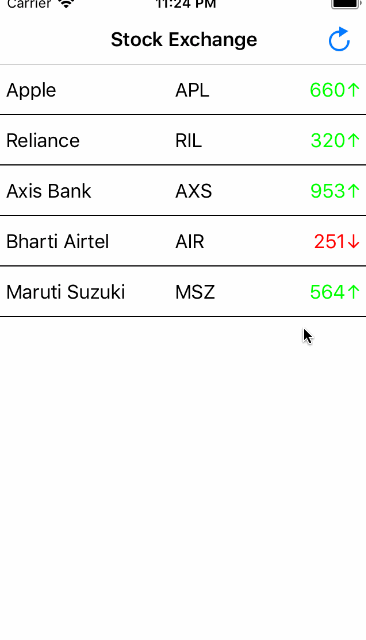 Carrier 11:24 PM
Stock Exchange
Apple APL 660↑
Reliance RIL 320↑
Axis Bank AXS 953↑
Bharti Airtel AIR 251↓
Maruti Suzuki MSZ 564↑